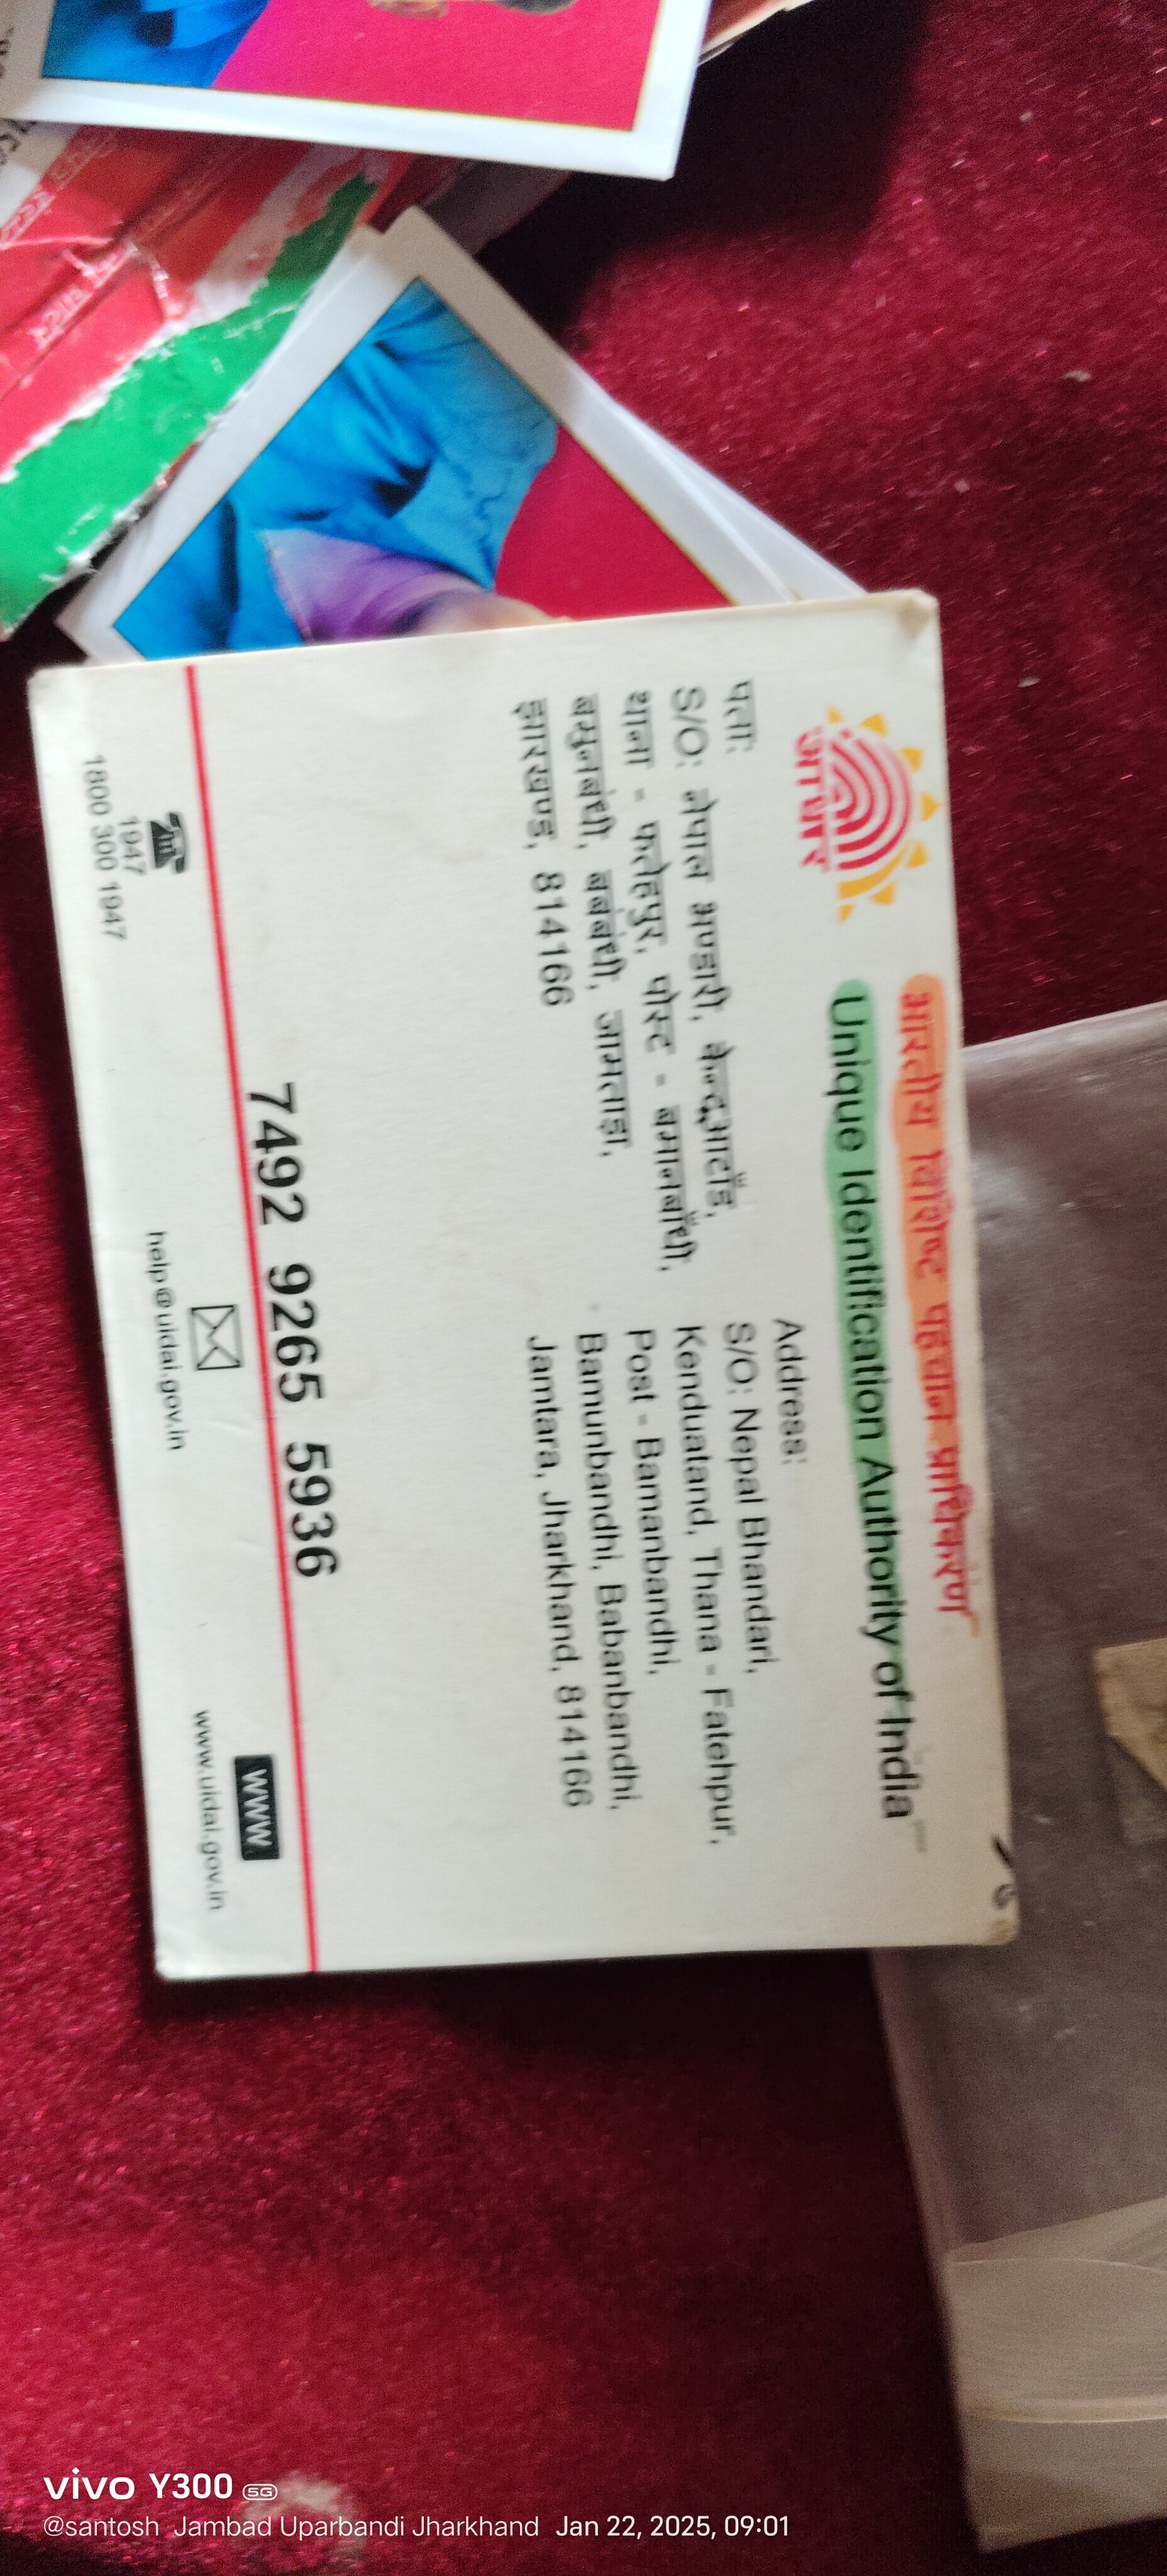 आधार
भारतीय विशिष्ट पहचान प्राधिकरण
Unique Identification Authority of India
पता:
S/O: नेपाल भण्डारी, केन्दुआटाँड,
थाना - फतेहपुर, पोस्ट - बमानबाँधी,
बमुनबंधी, बबंबंधी, जामताड़ा,
झारखण्ड, 814166
Address:
S/O: Nepal Bhandari,
Kenduatand, Thana - Fatehpur,
Post - Bamanbandhi,
Bamunbandhi, Babanbandhi,
Jamtara, Jharkhand, 814166
7492 9265 5936
1947
1800 300 1947
help@uidai.gov.in
WWW
www.uidai.gov.in
vivo Y300 5G
@santosh Jambad Uparbandi Jharkhand Jan 22, 2025, 09:01